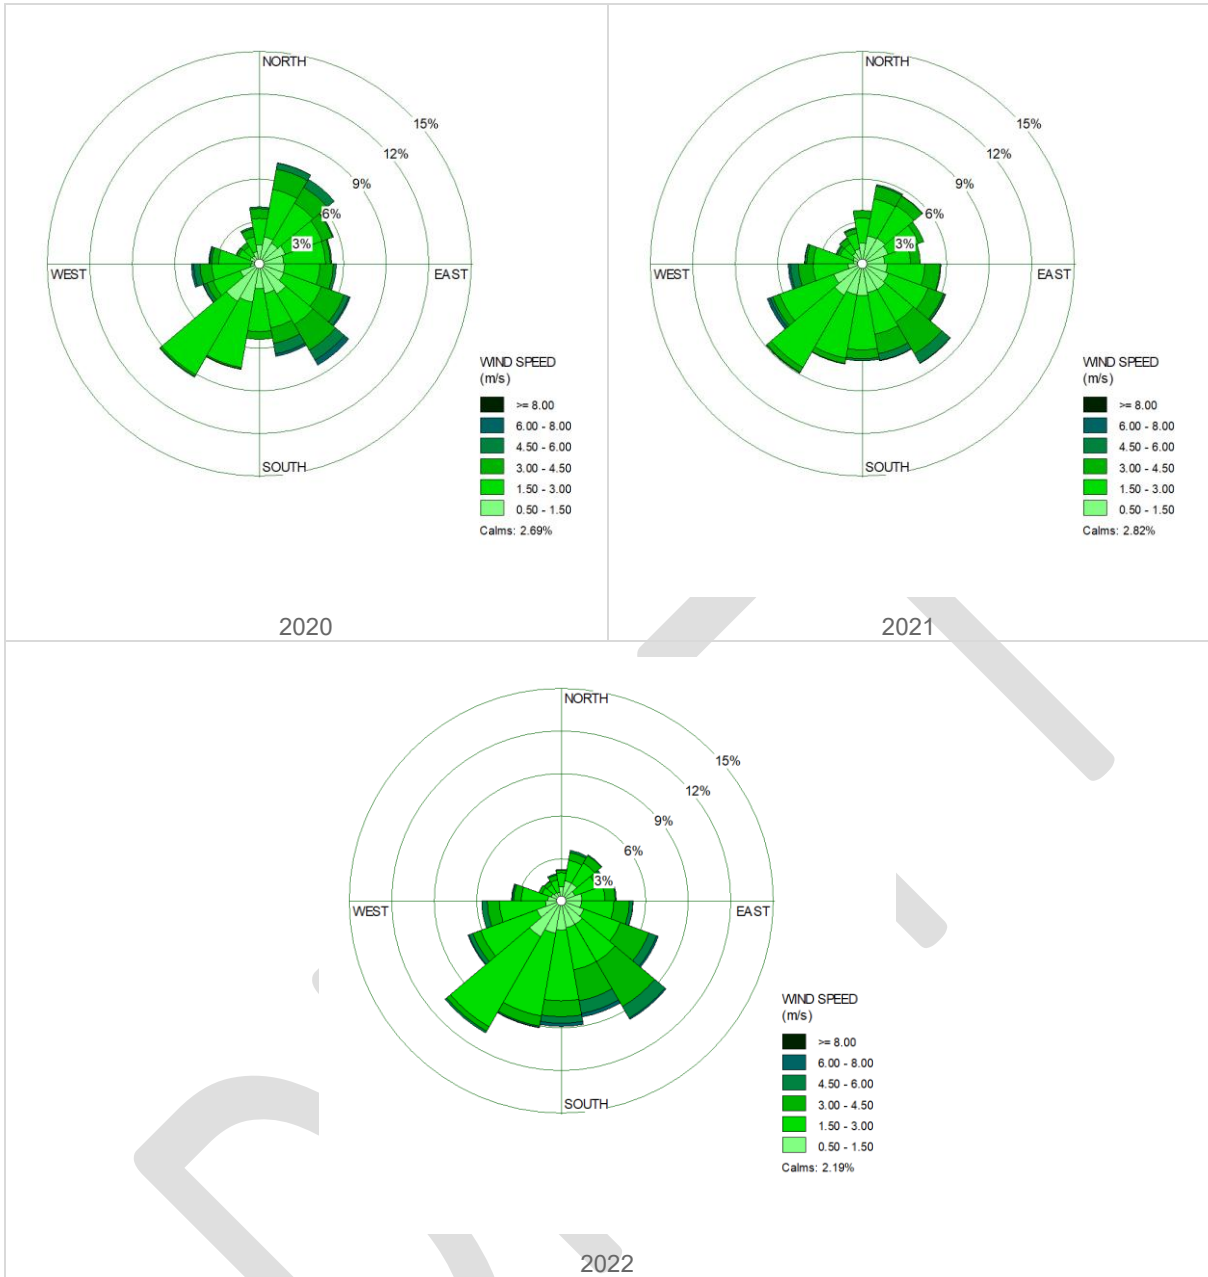 NORTH
15%
12%
9%
6%
3%
WEST
EAST
SOUTH
WIND SPEED
(m/s)
>= 8.00
6.00 - 8.00
4.50 - 6.00
3.00 - 4.50
1.50 - 3.00
0.50 - 1.50
Calms: 2.69%
2020
NORTH
15%
12%
9%
6%
3%
WEST
EAST
SOUTH
WIND SPEED
(m/s)
>= 8.00
6.00 - 8.00
4.50 - 6.00
3.00 - 4.50
1.50 - 3.00
0.50 - 1.50
Calms: 2.82%
2021
NORTH
15%
12%
9%
6%
3%
WEST
EAST
SOUTH
WIND SPEED
(m/s)
>= 8.00
6.00 - 8.00
4.50 - 6.00
3.00 - 4.50
1.50 - 3.00
0.50 - 1.50
Calms: 2.19%
2022